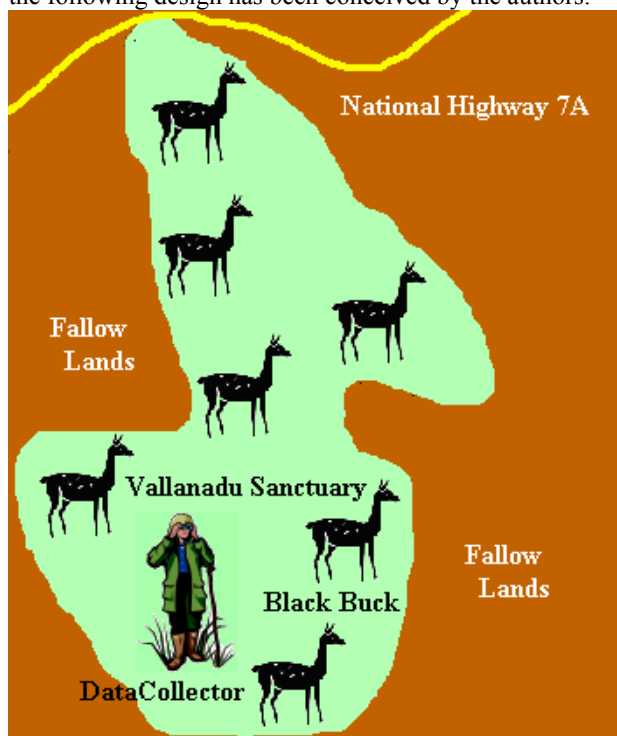 the following design has been conceived by the authors.
National Highway 7A
Fallow
Lands
Vallanadu Sanctuary
Fallow
Lands
Black Buck
DataCollector